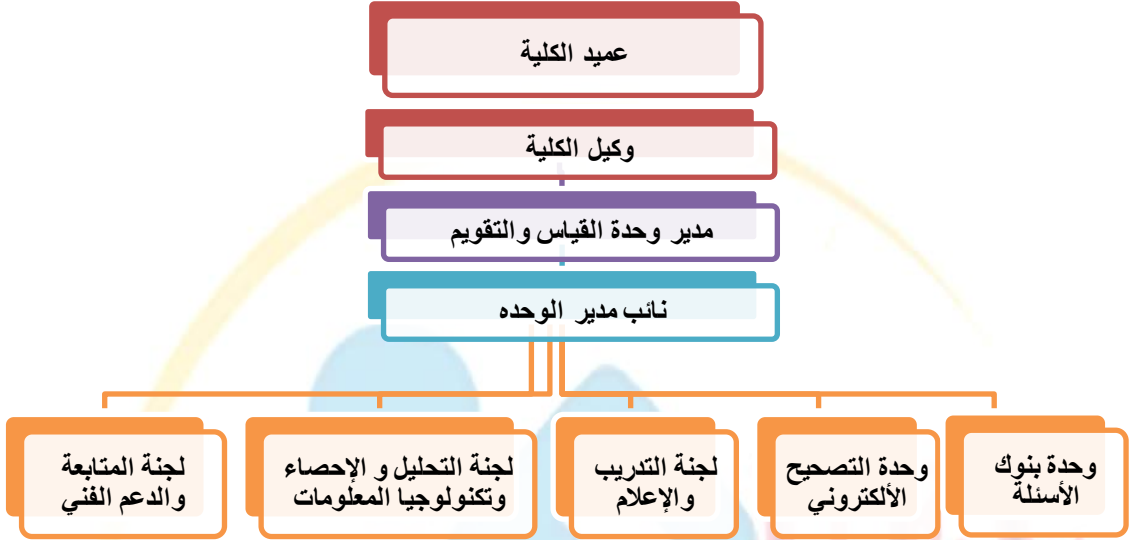 عميد الكلية
وكيل الكلية
مدير وحدة القياس والتقويم
نائب مدير الوحده
وحدة بنوك
الأسئلة
وحدة التصحيح
الألكتروني
لجنة التدريب
والإعلام
لجنة التحليل و الإحصاء
وتكنولوجيا المعلومات
لجنة المتابعة
والدعم الفني